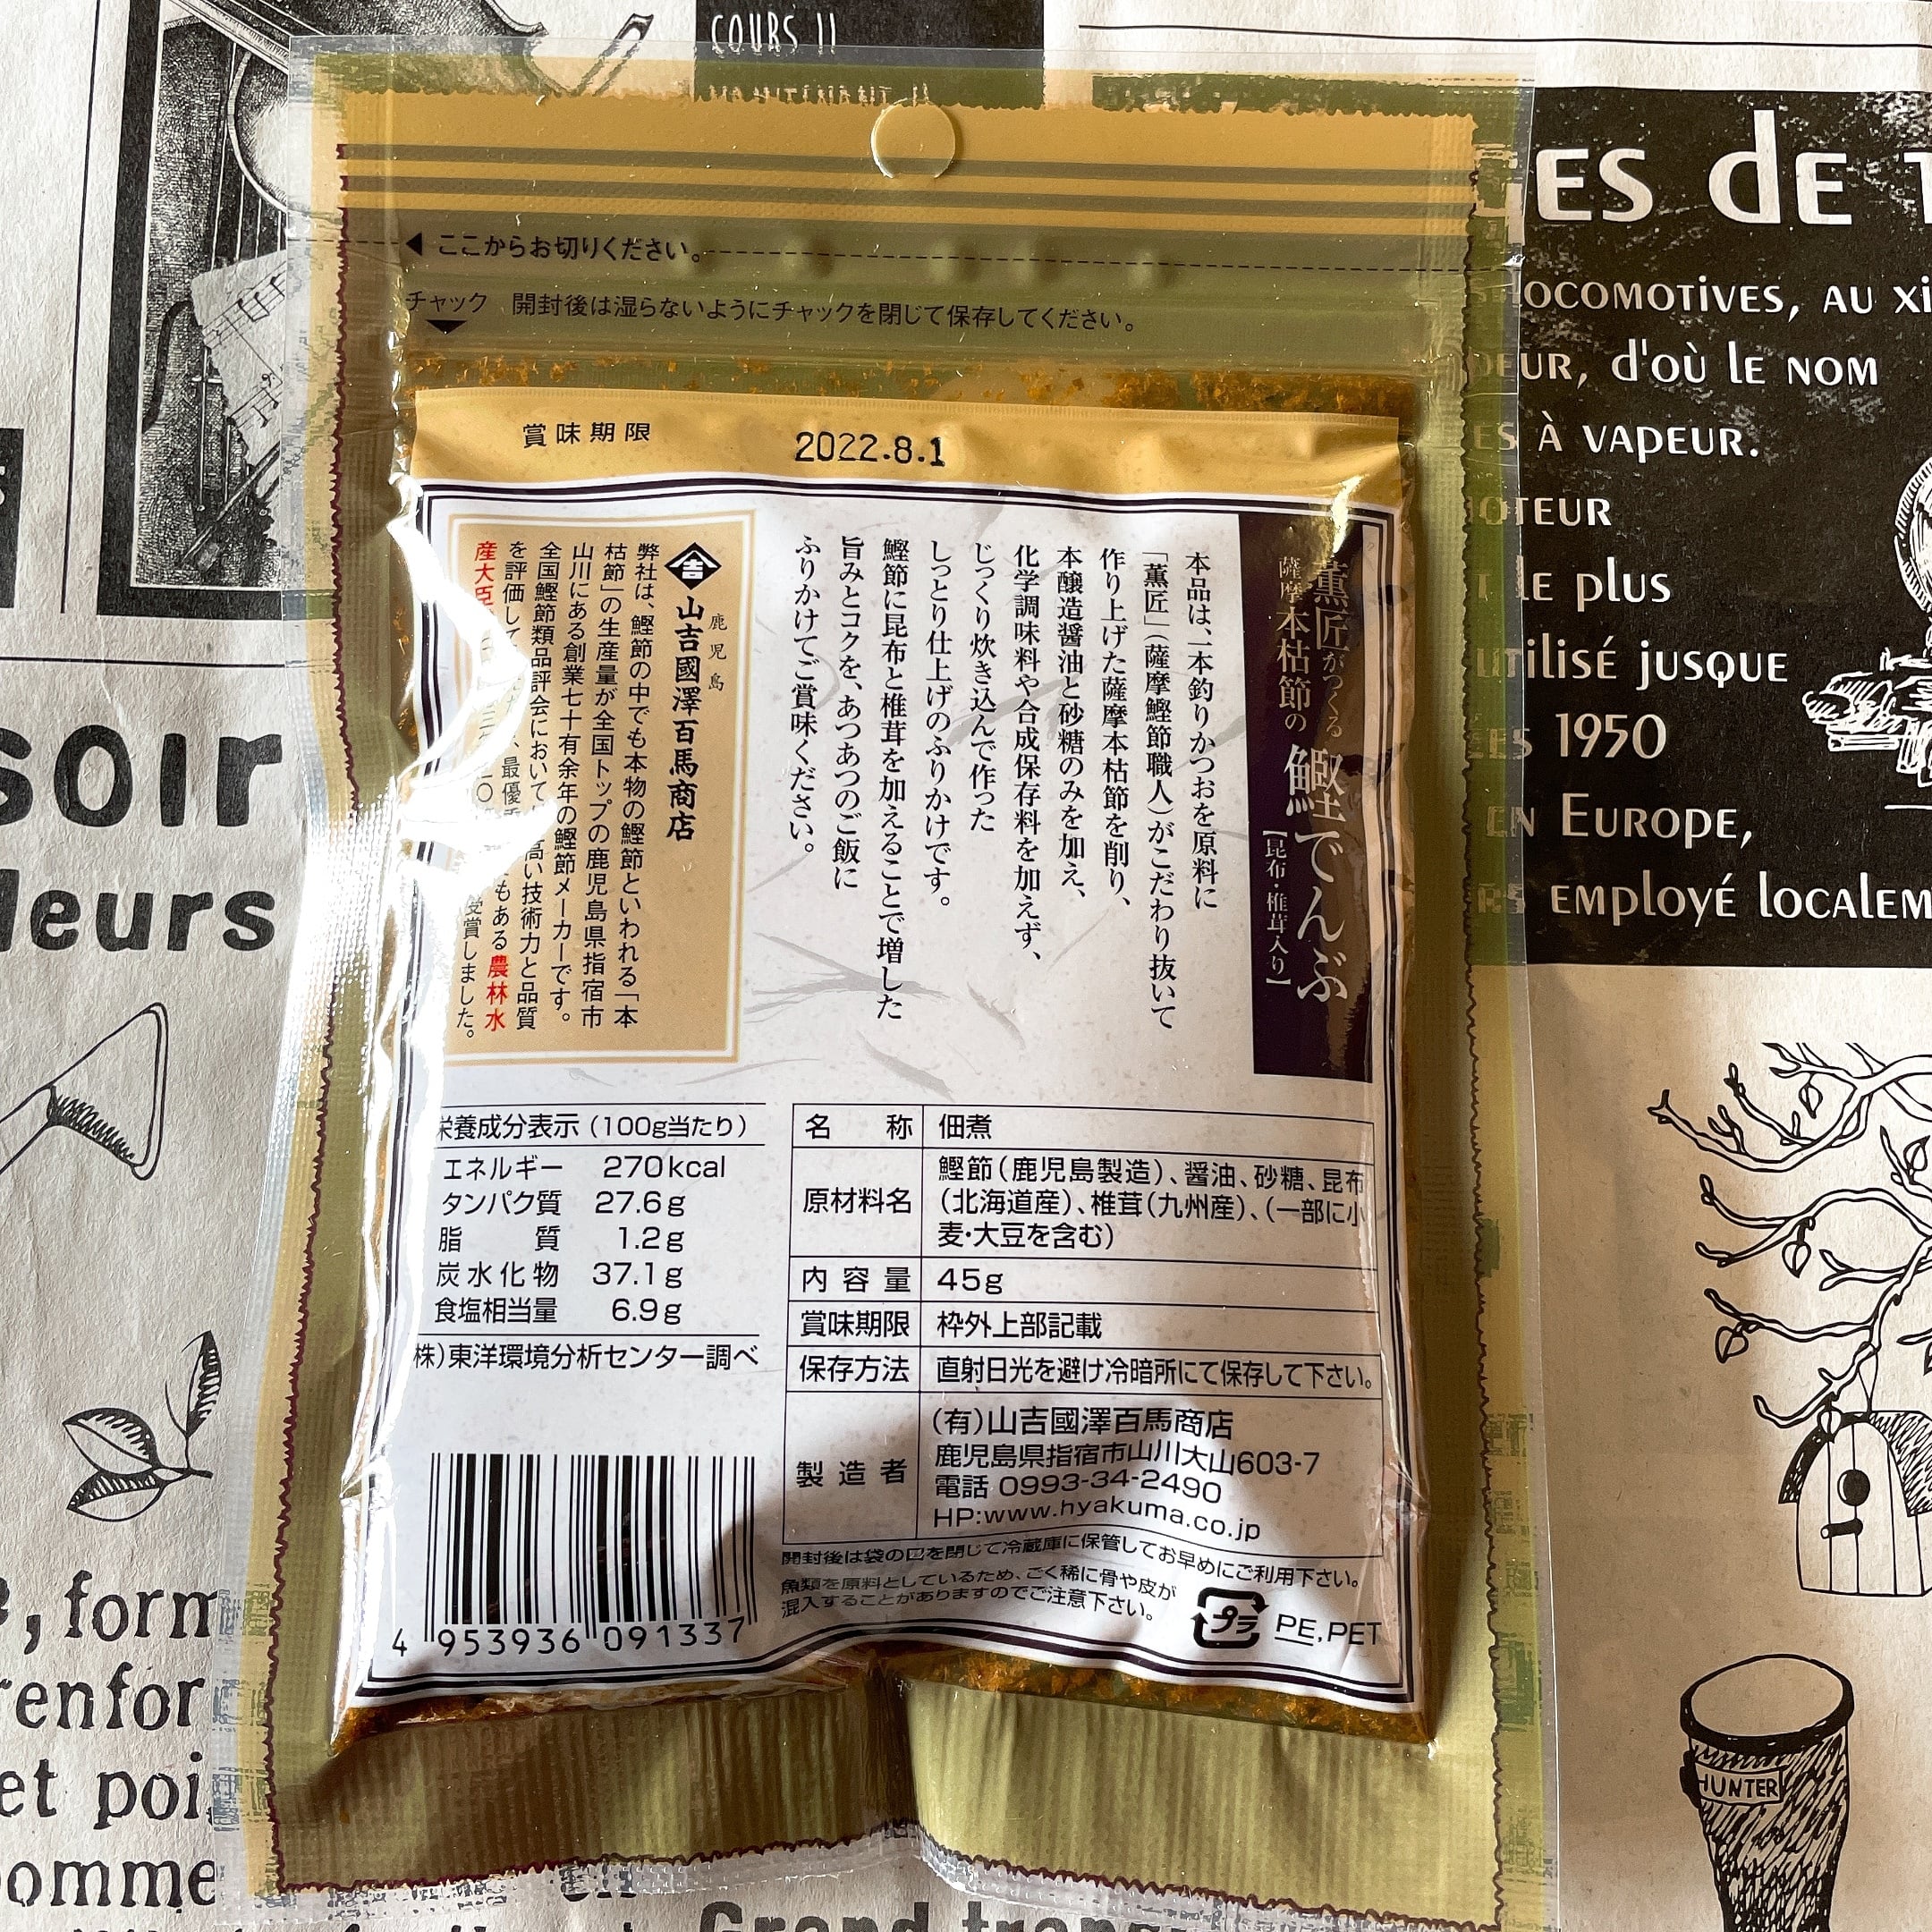 COURS 11
ES DE
LOCOMOTIVES, AU
EUR, d'où le nom
À VAPEUR.
OTEUR
le plus
utilisé jusque
1950
EN EUROPE,
EMPLOYÉ localem
soir
leurs
, form
renfor
et poi
omme
Grand
HUNTER
ここからお切りください。
チャック 開封後は湿らないようにチャックを閉じて保存してください。
賞味期限 2022.8.1
薫匠がつくる
薩摩本枯節の 鰹でんぶ
【昆布・椎茸入り】
本品は、一本釣りかつおを原料に
「薫匠」(薩摩鰹節職人)がこだわり抜いて
作り上げた薩摩本枯節を削り、
本醸造醤油と砂糖のみを加え、
化学調味料や合成保存料を加えず、
じっくり炊き込んで作った
しっとり仕上げのふりかけです。
鰹節に昆布と椎茸を加えることで増した
旨みとコクを、あつあつのご飯に
ふりかけてご賞味ください。
鹿児島
吉 山吉國澤百馬商店
弊社は、鰹節の中でも本物の鰹節といわれる「本
枯節」の生産量が全国トップの鹿児島県指宿市
山川にある創業七十有余年の鰹節メーカーです。
全国鰹節類品評会において 高い技術力と品質
を評価して 、最優 もある農林水
産大臣 受賞しました。
栄養成分表示(100g当たり)
エネルギー 270kcal
タンパク質 27.6g
脂質 1.2g
炭水化物 37.1g
食塩相当量 6.9g
株)東洋環境分析センター調べ
名称 佃煮
原材料名 鰹節(鹿児島製造)、醤油、砂糖、昆布
(北海道産)、椎茸(九州産)、(一部に小
麦・大豆を含む)
内容量 45g
賞味期限 枠外上部記載
保存方法 直射日光を避け冷暗所にて保存して下さい。
製造者 (有)山吉國澤百馬商店
鹿児島県指宿市山川大山603-7
電話 0993-34-2490
HP:www.hyakuma.co.jp
開封後は袋の口を閉じて冷蔵庫に保管してお早めにご利用下さい。
魚類を原料としているため、ごく稀に骨や皮が
混入することがありますのでご注意下さい。
プラ PE,PET
4 953936 091337